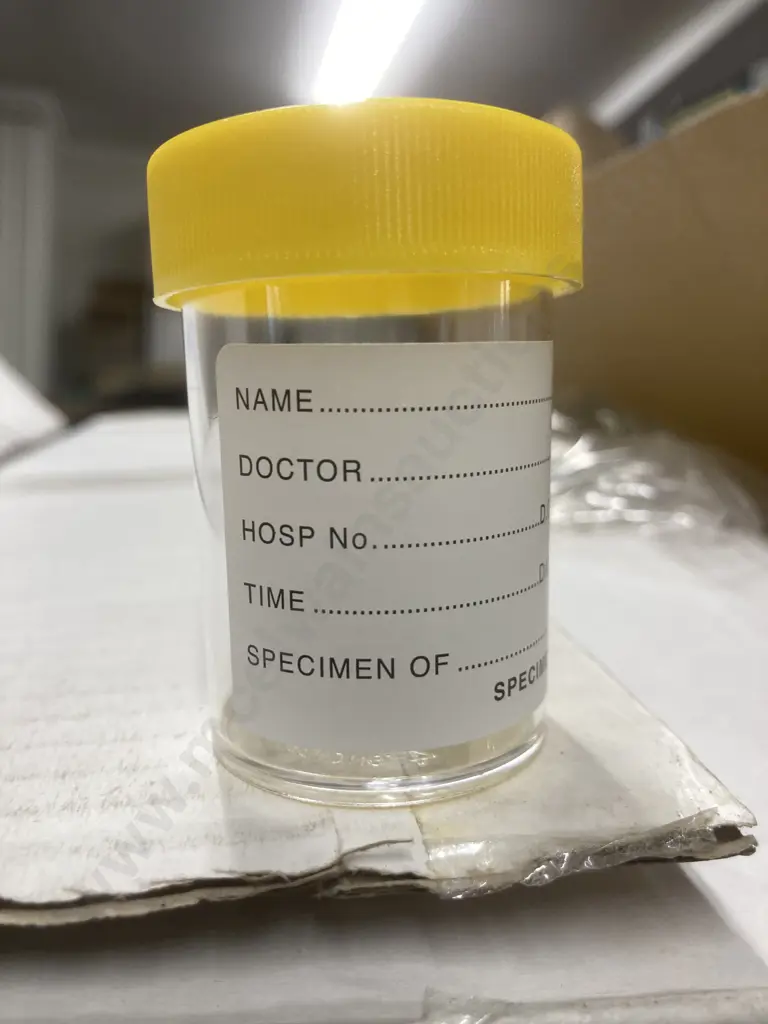 NAME..............................
DOCTOR..............................
HOSP No...............................D
TIME..............................D
SPECIMEN OF..................